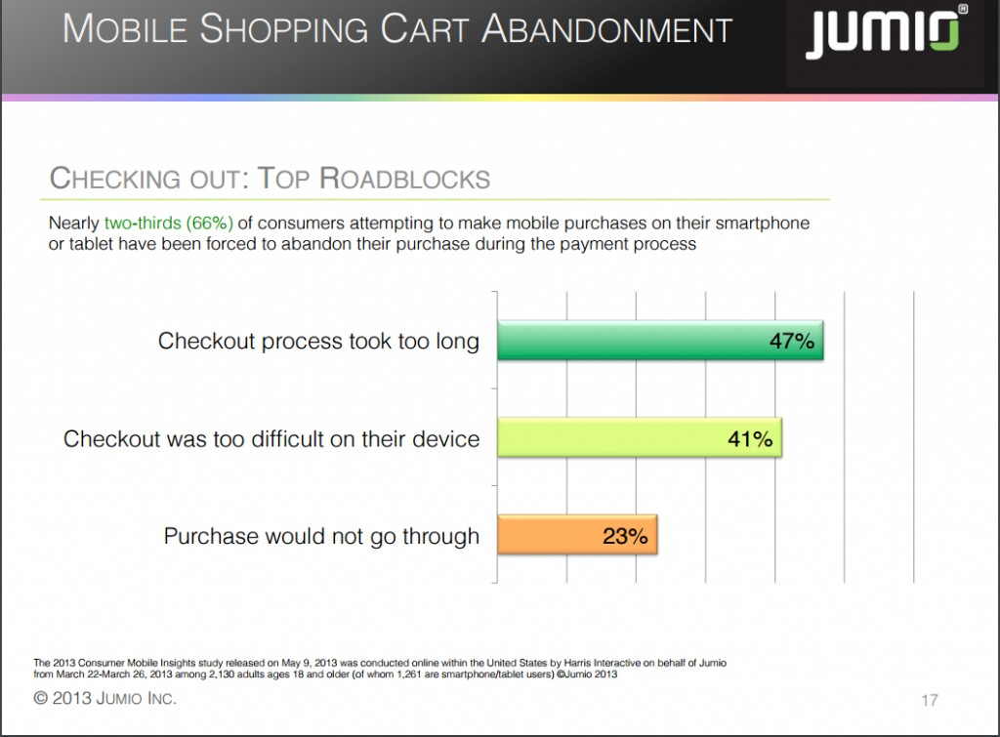 MOBILE SHOPPING CART ABANDONMENT
JUMIO®
CHECKING OUT: TOP ROADBLOCKS
Nearly two-thirds (66%) of consumers attempting to make mobile purchases on their smartphone
or tablet have been forced to abandon their purchase during the payment process
Checkout process took too long
47%
Checkout was too difficult on their device
41%
Purchase would not go through
23%
The 2013 Consumer Mobile Insights study released on May 9, 2013 was conducted online within the United States by Harris Interactive on behalf of Jumio
from March 22-March 26, 2013 among 2,130 adults ages 18 and older (of whom 1,261 are smartphone/tablet users) ©Jumio 2013
© 2013 JUMIO INC.
17